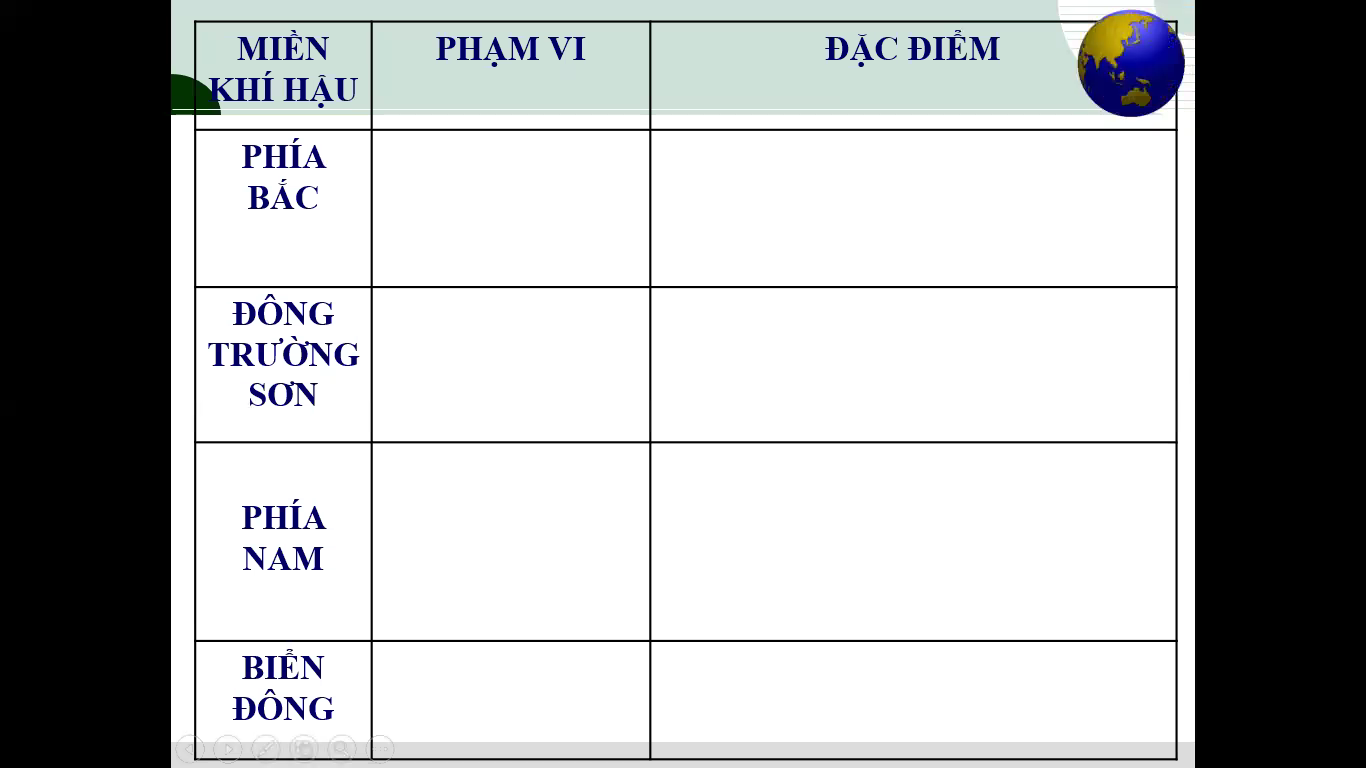 MIỀN
KHÍ HẬU
PHẠM VI
ĐẶC ĐIỂM
PHÍA
BẮC
ĐÔNG
TRƯỜNG
SƠN
PHÍA
NAM
BIỂN
ĐÔNG